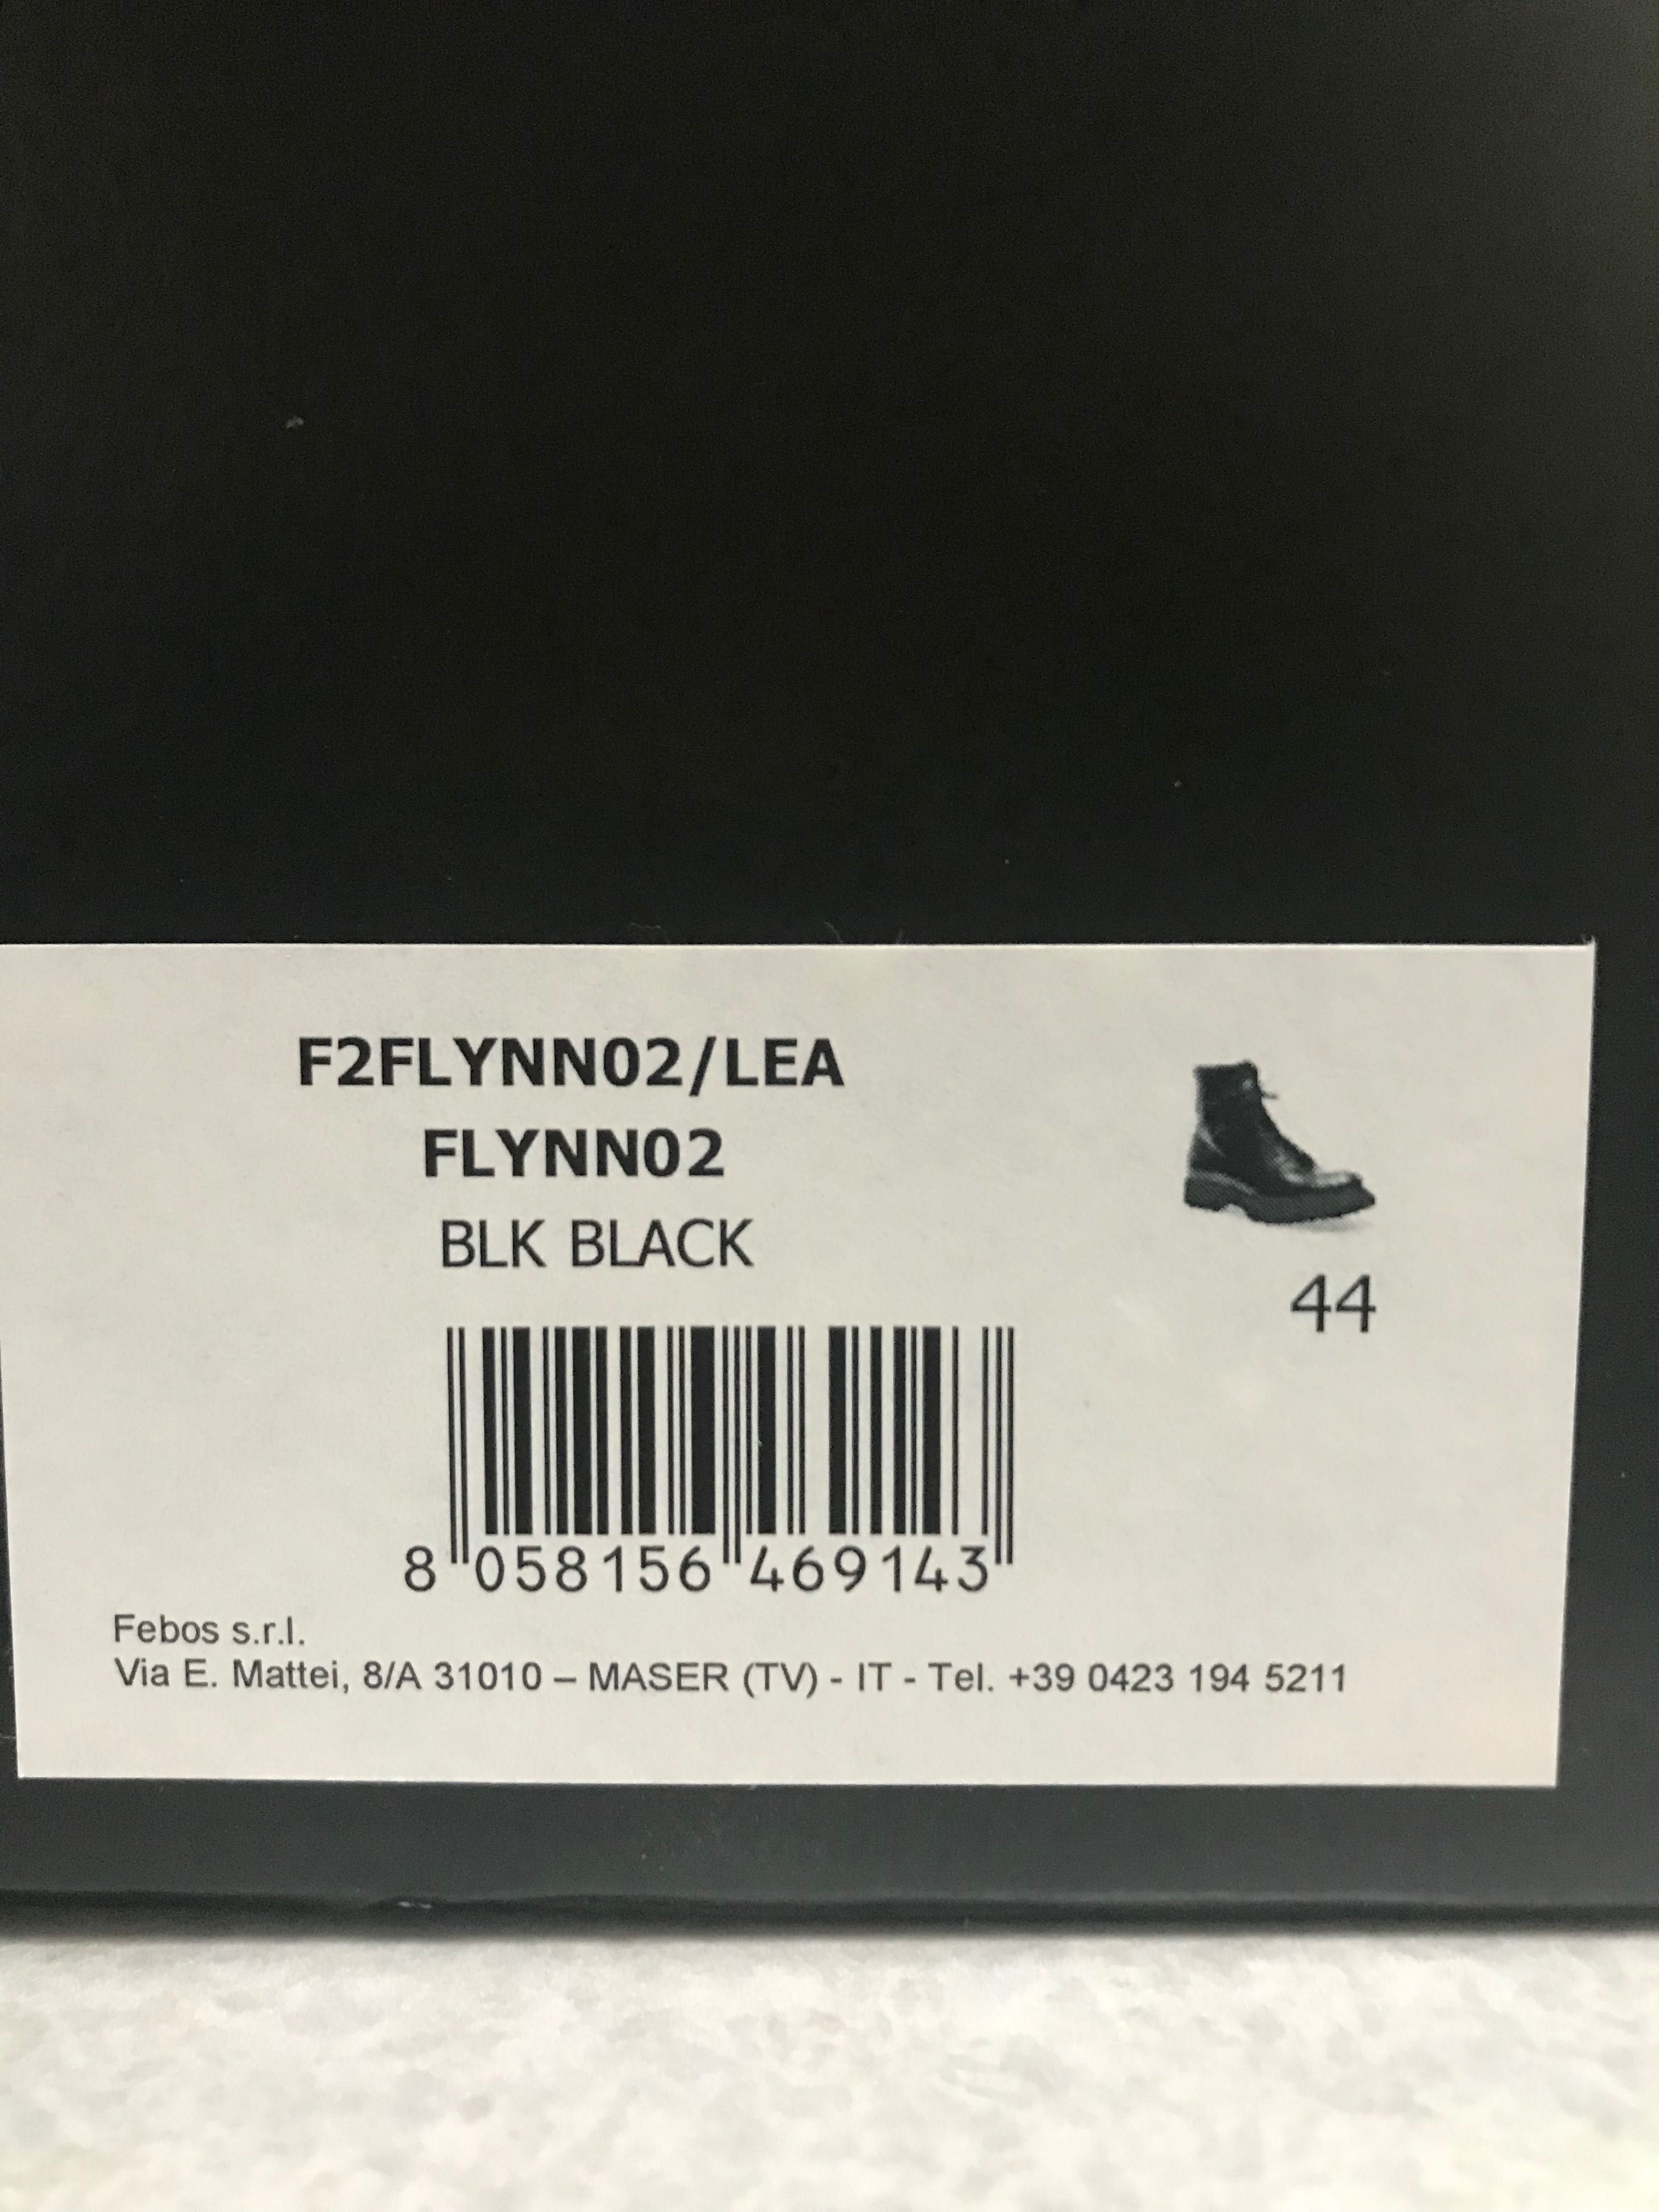 F2FLYNN02/LEA
FLYNN02
BLK BLACK
44
8 058156 469143
Febos s.r.l.
Via E. Mattei, 8/A 31010 – MASER (TV) - IT - Tel. +39 0423 194 5211